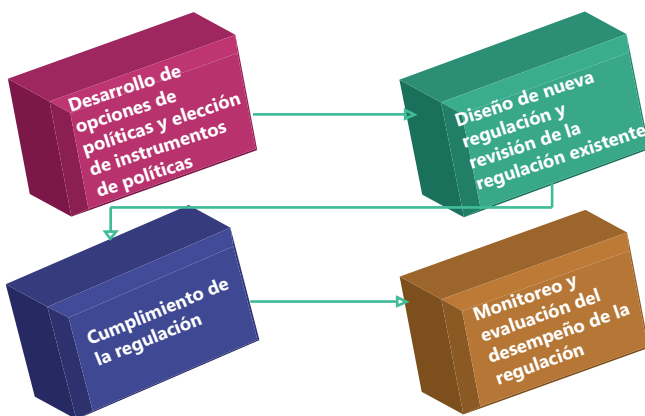 Desarrollo de
opciones de
políticas y elección
de instrumentos
de políticas
Diseño de nueva
regulación y
revisión de la
regulación existente
Cumplimiento de
la regulación
Monitoreo y
evaluación del
desempeño de la
regulación